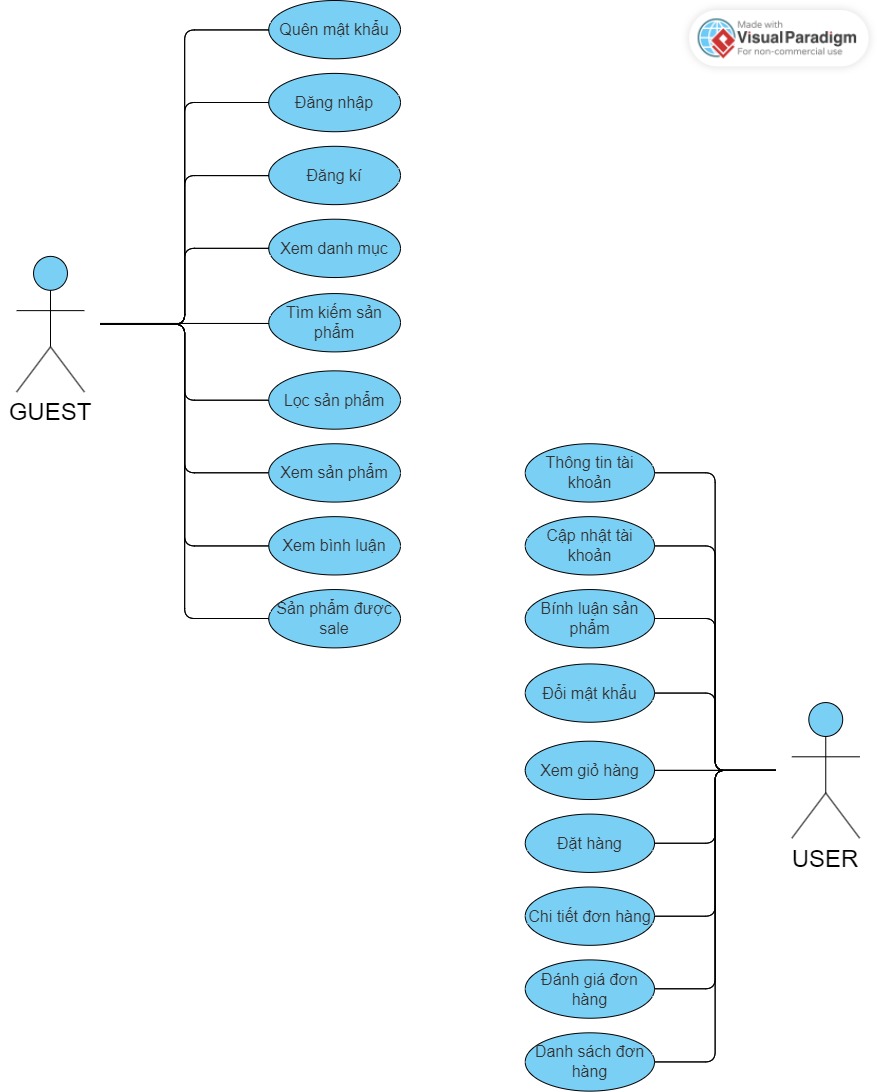 Made with
Visual Paradigm
For non-commercial use
Quên mật khẩu
Đăng nhập
Đăng kí
Xem danh mục
Tìm kiếm sản
phẩm
Lọc sản phẩm
Xem sản phẩm
Xem bình luận
Sản phẩm được
sale
GUEST
Thông tin tài
khoản
Cập nhật tài
khoản
Bính luận sản
phẩm
Đổi mật khẩu
Xem giỏ hàng
Đặt hàng
Chi tiết đơn hàng
Đánh giá đơn
hàng
Danh sách đơn
hàng
USER